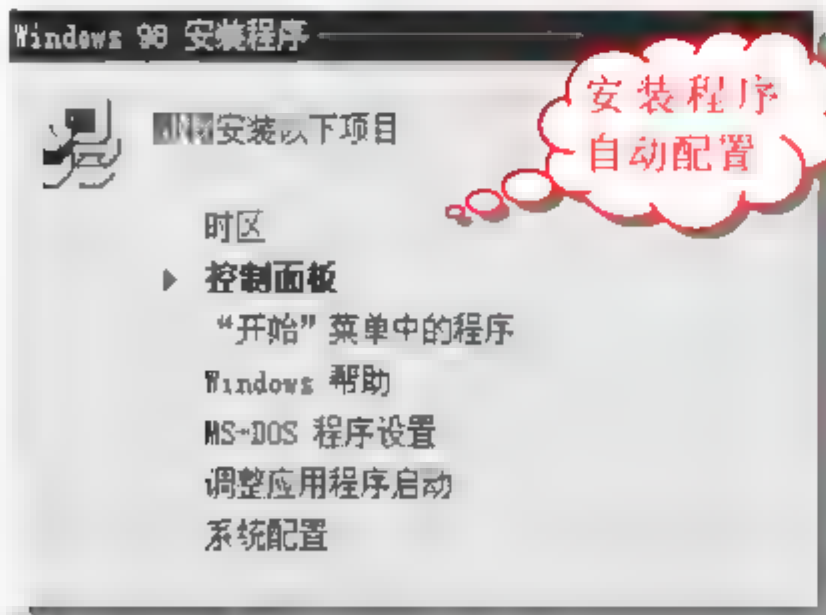 Windows 98 安装程序
安装程序
自动配置
安装以下项目
时区
控制面板
“开始”菜单中的程序
Windows 帮助
MS-DOS 程序设置
调整应用程序启动
系统配置